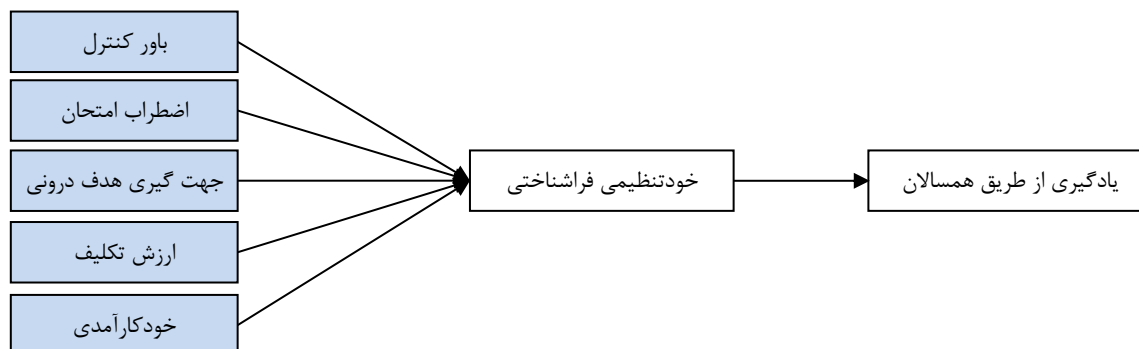 باور کنترل
اضطراب امتحان
جهت گیری هدف درونی
ارزش تکلیف
خودکارآمدی
خودتنظیمی فراشناختی
یادگیری از طریق همسالان